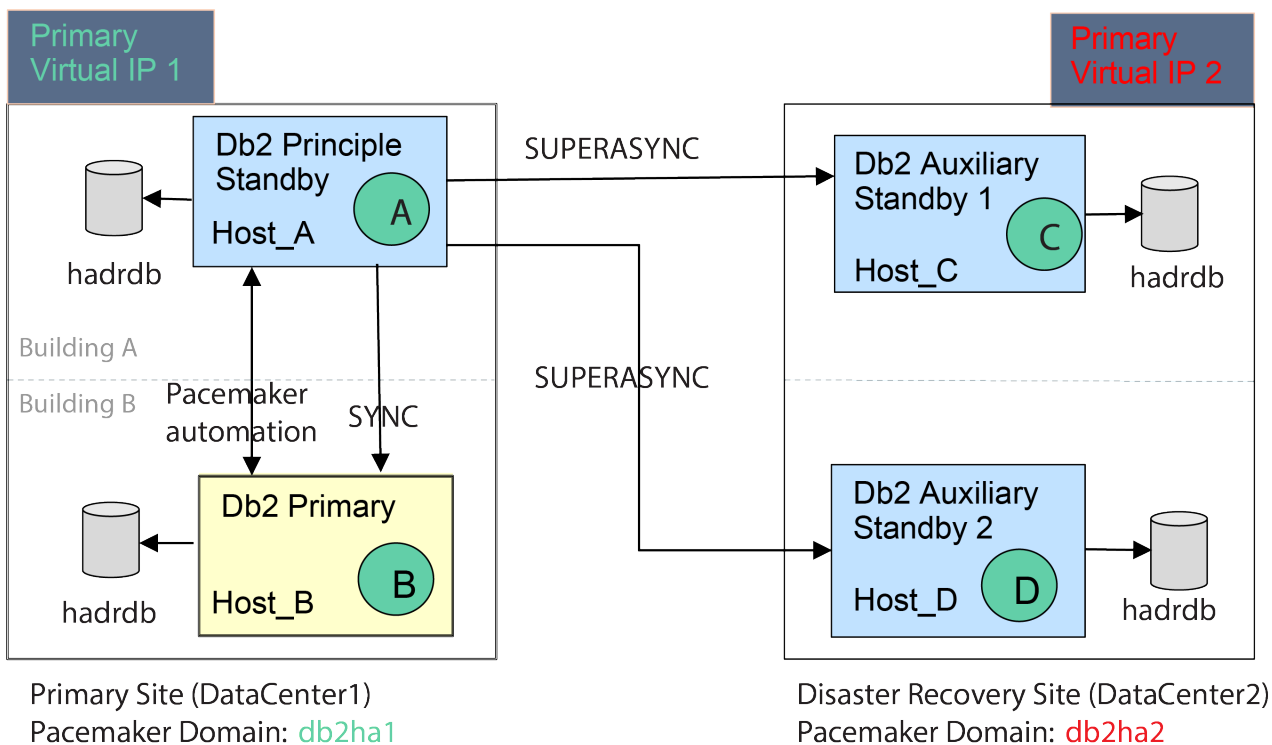 Primary
Virtual IP 1
Primary
Virtual IP 2
Db2 Principle
Standby
A
Host_A
hadrdb
SUPERASYNC
Db2 Auxiliary
Standby 1
C
Host_C
hadrdb
Building A
Building B
Pacemaker
automation
SYNC
SUPERASYNC
Db2 Primary
B
Host_B
hadrdb
Db2 Auxiliary
Standby 2
D
Host_D
hadrdb
Primary Site (DataCenter1)
Pacemaker Domain: db2ha1
Disaster Recovery Site (DataCenter2)
Pacemaker Domain: db2ha2